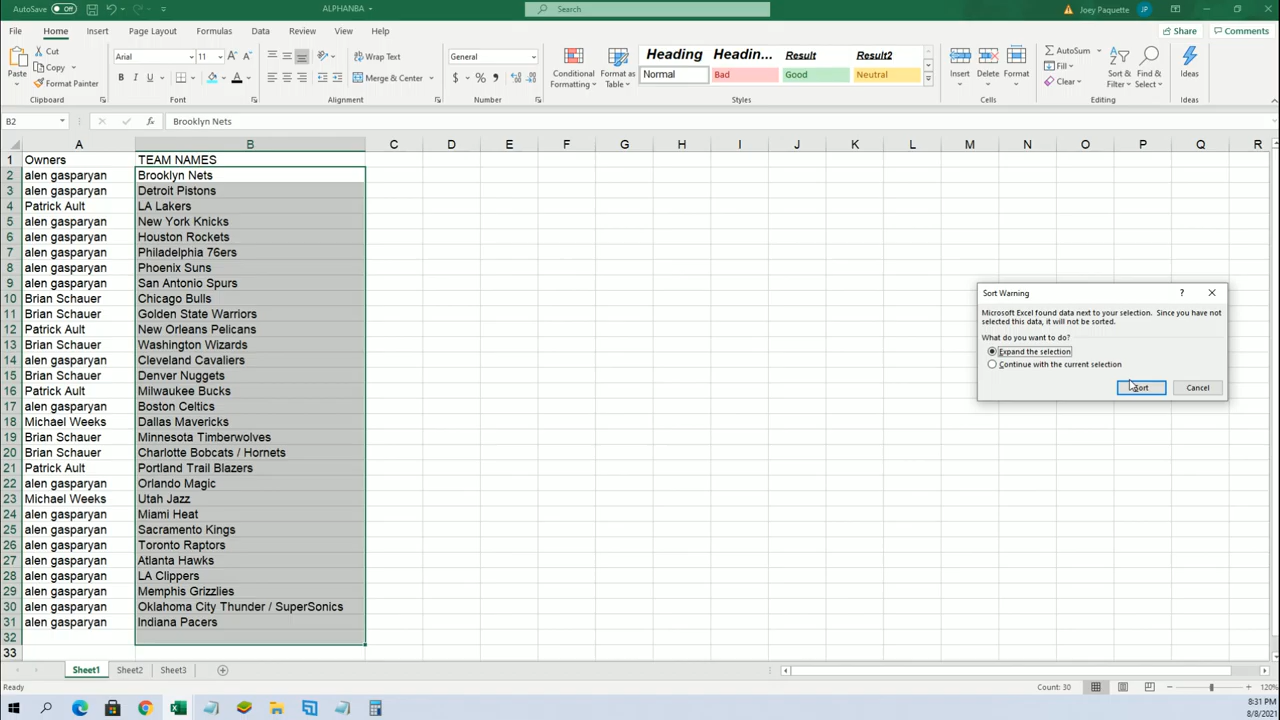 AutoSave Off ALPHANBA Search Joey Paquette JP
File Home Insert Page Layout Formulas Data Review View Help Share Comments
Paste Cut Copy Format Painter Clipboard
Arial 11 A A B I U A Font
Wrap Text Merge & Center Alignment
General $ % , Number
Conditional Formatting Format as Table
Heading Headin... Result Result2
Normal Bad Good Neutral
Styles
Insert Delete Format Cells
AutoSum Fill Clear Sort & Filter Find & Select Editing
Ideas Ideas
B2 fx Brooklyn Nets
A B C D E F G H I J K L M N O P Q R
1 Owners TEAM NAMES
2 alen gasparyan Brooklyn Nets
3 alen gasparyan Detroit Pistons
4 Patrick Ault LA Lakers
5 alen gasparyan New York Knicks
6 alen gasparyan Houston Rockets
7 alen gasparyan Philadelphia 76ers
8 alen gasparyan Phoenix Suns
9 alen gasparyan San Antonio Spurs
10 Brian Schauer Chicago Bulls
11 Brian Schauer Golden State Warriors
12 Patrick Ault New Orleans Pelicans
13 Brian Schauer Washington Wizards
14 alen gasparyan Cleveland Cavaliers
15 Brian Schauer Denver Nuggets
16 Patrick Ault Milwaukee Bucks
17 alen gasparyan Boston Celtics
18 Michael Weeks Dallas Mavericks
19 Brian Schauer Minnesota Timberwolves
20 Brian Schauer Charlotte Bobcats / Hornets
21 Patrick Ault Portland Trail Blazers
22 alen gasparyan Orlando Magic
23 Michael Weeks Utah Jazz
24 alen gasparyan Miami Heat
25 alen gasparyan Sacramento Kings
26 alen gasparyan Toronto Raptors
27 alen gasparyan Atlanta Hawks
28 alen gasparyan LA Clippers
29 alen gasparyan Memphis Grizzlies
30 alen gasparyan Oklahoma City Thunder / SuperSonics
31 alen gasparyan Indiana Pacers
32
33
Sort Warning ?
Microsoft Excel found data next to your selection. Since you have not
selected this data, it will not be sorted.
What do you want to do?
Expand the selection
Continue with the current selection
Sort Cancel
Sheet1 Sheet2 Sheet3
Ready Count: 30 120%
8:31 PM
8/8/2021